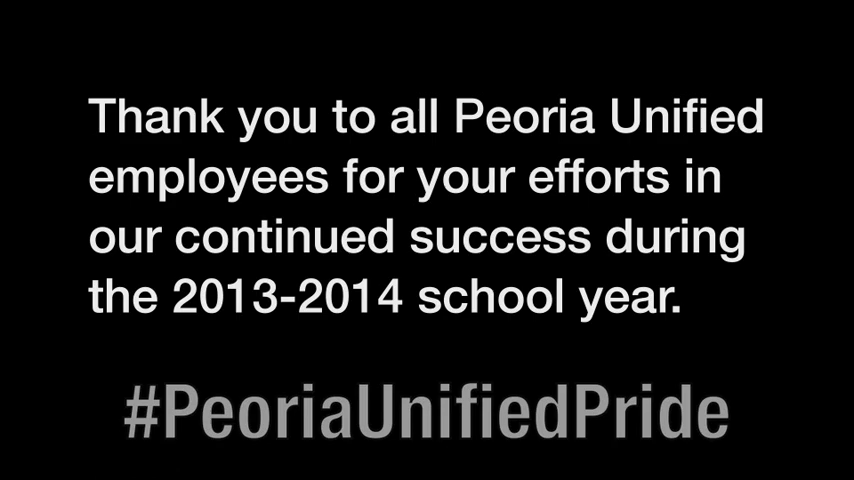 Thank you to all Peoria Unified
employees for your efforts in
our continued success during
the 2013-2014 school year.
#PeoriaUnifiedPride